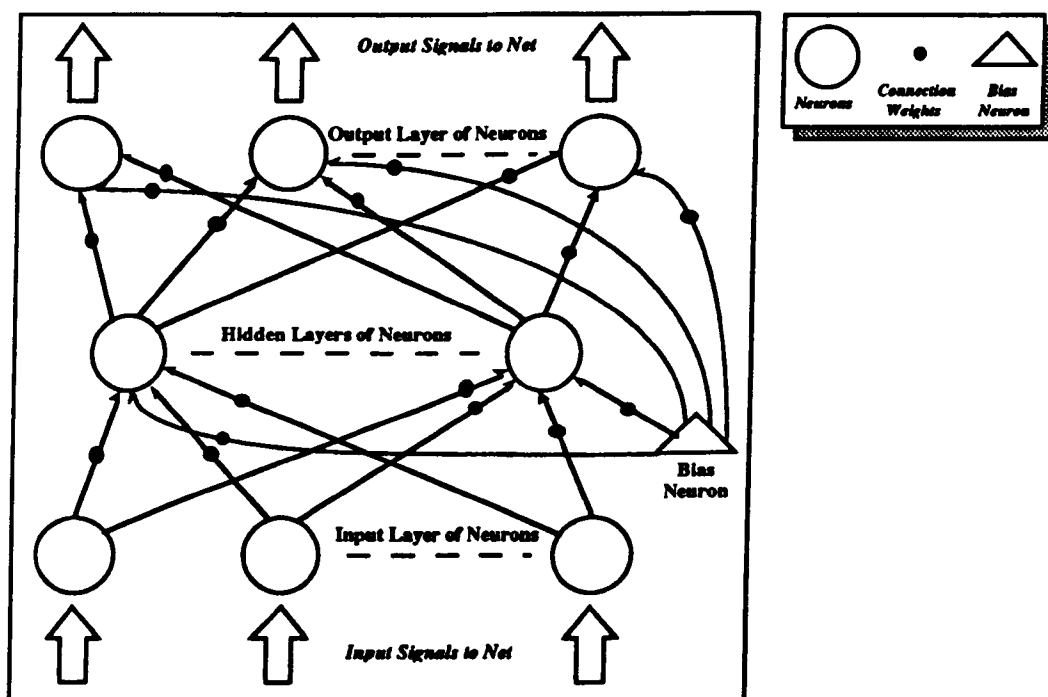 Output Signals to Net
Output Layer of Neurons
Hidden Layers of Neurons
Bias
Neuron
Input Layer of Neurons
Input Signals to Net
Neurons
Connection
Weights
Bias
Neuron